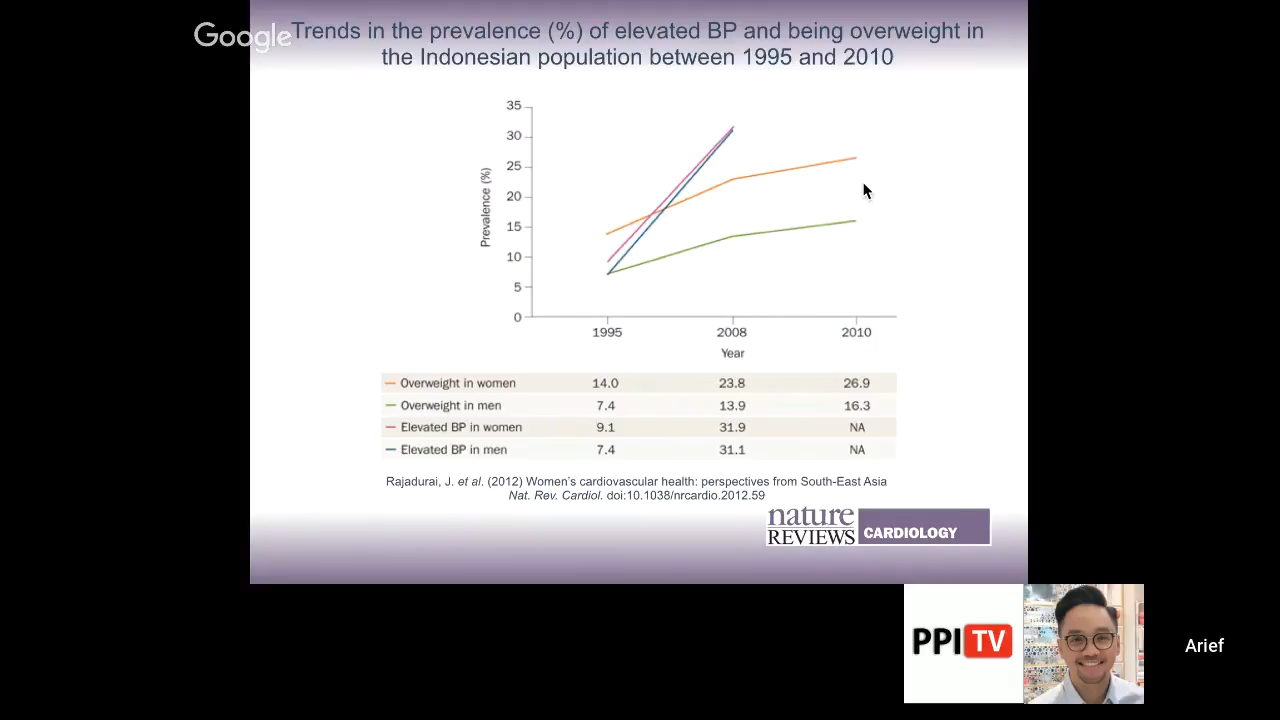 Google
Trends in the prevalence (%) of elevated BP and being overweight in
the Indonesian population between 1995 and 2010
35
30
25
20
15
10
5
0
Prevalence (%)
1995 2008 2010
Year
Overweight in women 14.0 23.8 26.9
Overweight in men 7.4 13.9 16.3
Elevated BP in women 9.1 31.9 NA
Elevated BP in men 7.4 31.1 NA
Rajadurai, J. et al. (2012) Women's cardiovascular health: perspectives from South-East Asia
Nat. Rev. Cardiol. doi:10.1038/nrcardio.2012.59
nature
REVIEWS CARDIOLOGY
PPI TV
Arief